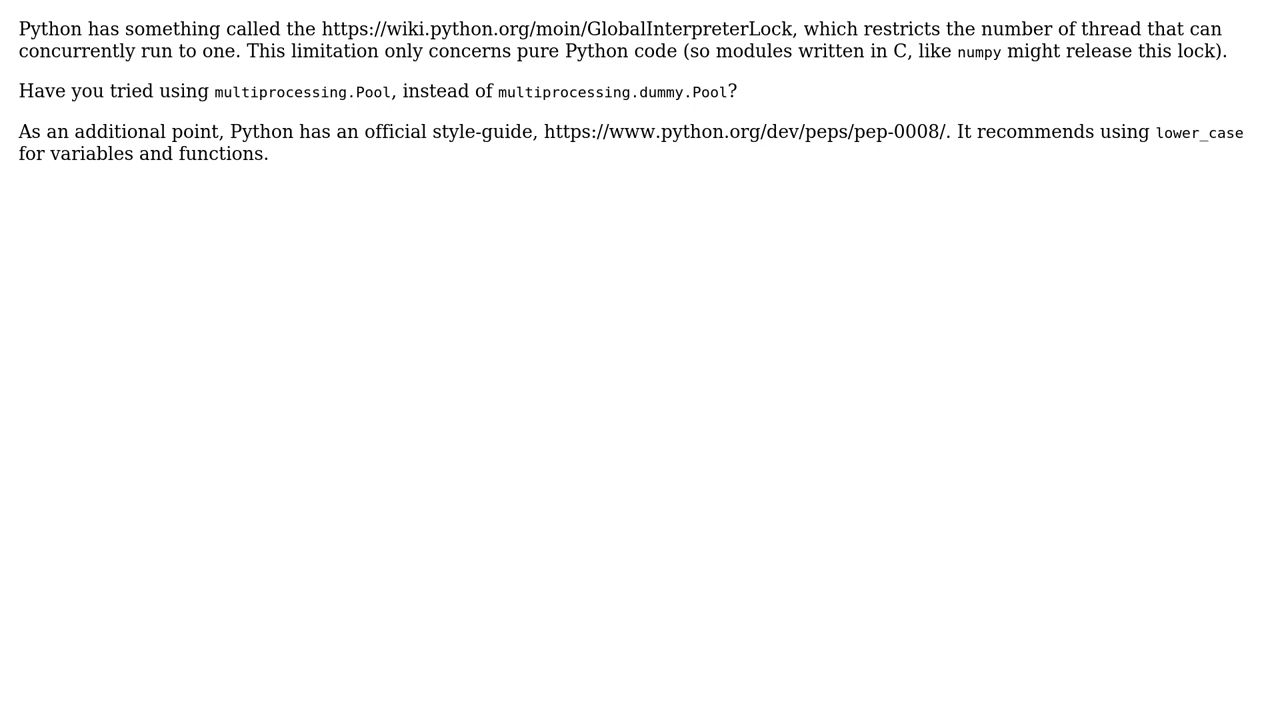 Python has something called the https://wiki.python.org/moin/GlobalInterpreterLock, which restricts the number of thread that can
concurrently run to one. This limitation only concerns pure Python code (so modules written in C, like numpy might release this lock).
Have you tried using multiprocessing.Pool, instead of multiprocessing.dummy.Pool?
As an additional point, Python has an official style-guide, https://www.python.org/dev/peps/pep-0008/. It recommends using lower_case
for variables and functions.